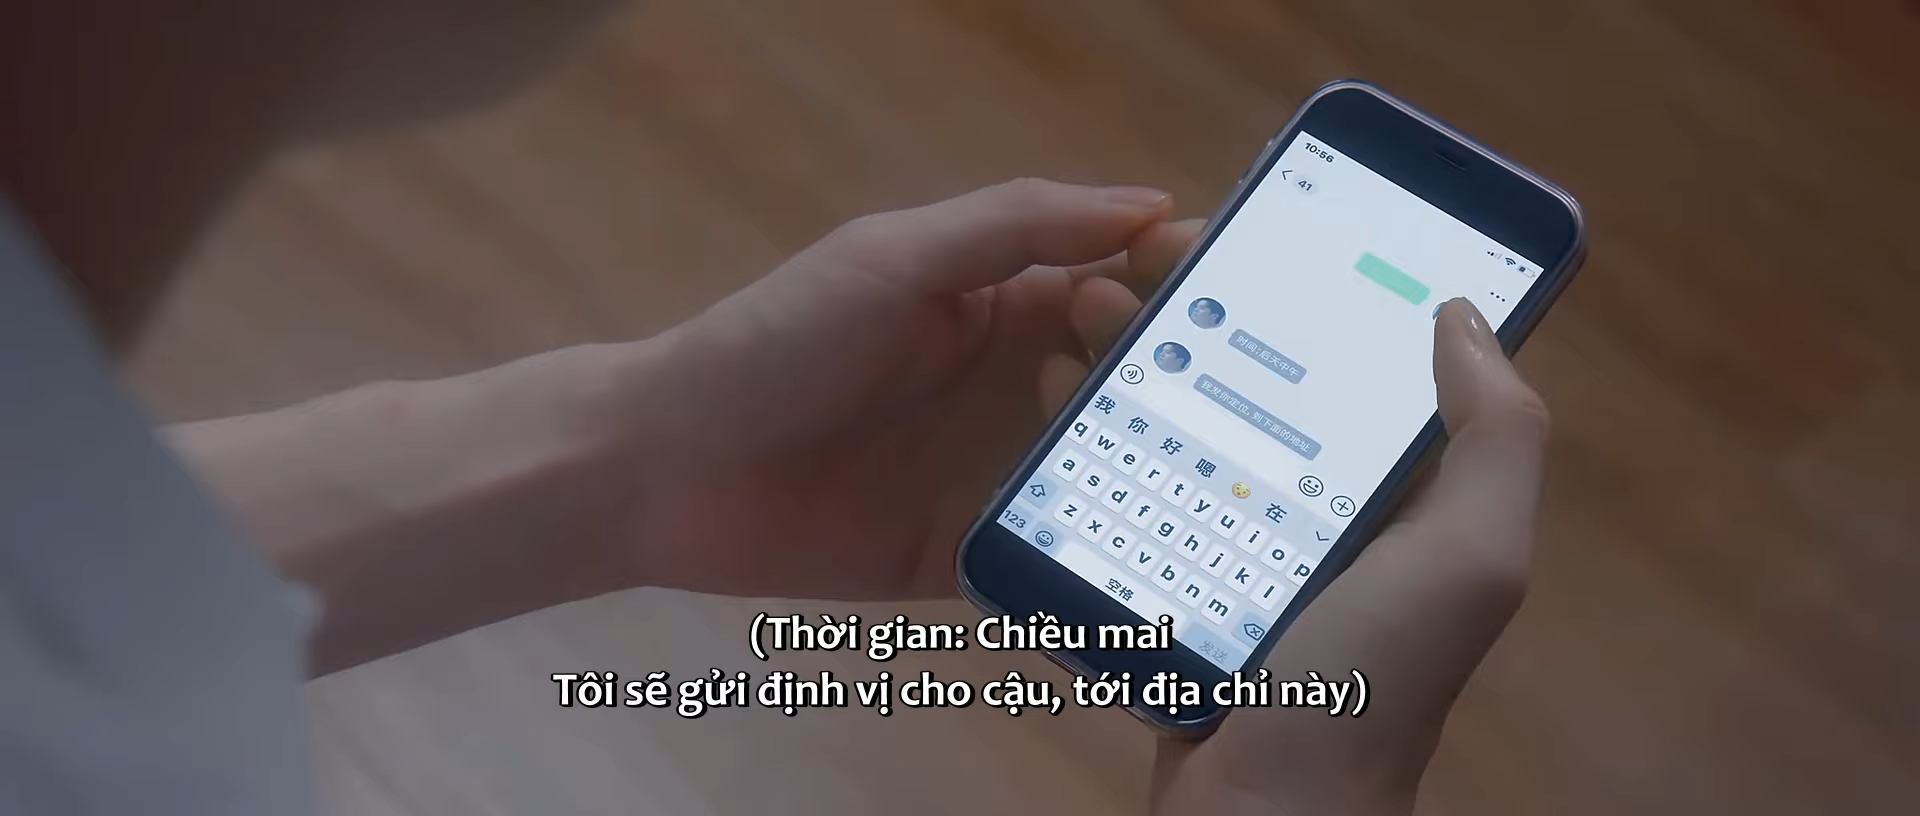 10:56
41
时间:后天中午
我发你定位,到下面的地址
我 你 好 嗯 在
q w e r t y u i o p
a s d f g h j k l
z x c v b n m
123 空格 发送
(Thời gian: Chiều mai
Tôi sẽ gửi định vị cho cậu, tới địa chỉ này)